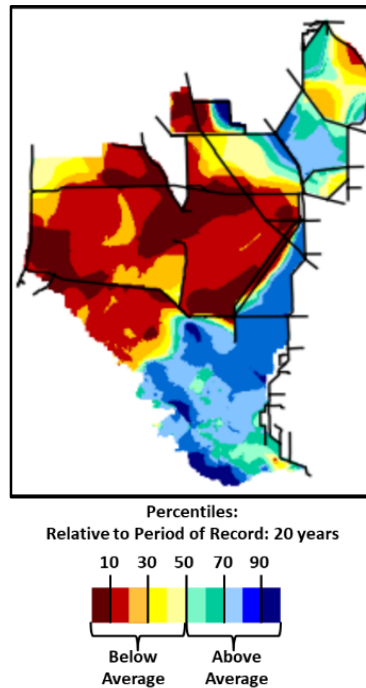 Percentiles:
Relative to Period of Record: 20 years
10 30 50 70 90
Below Above
Average Average